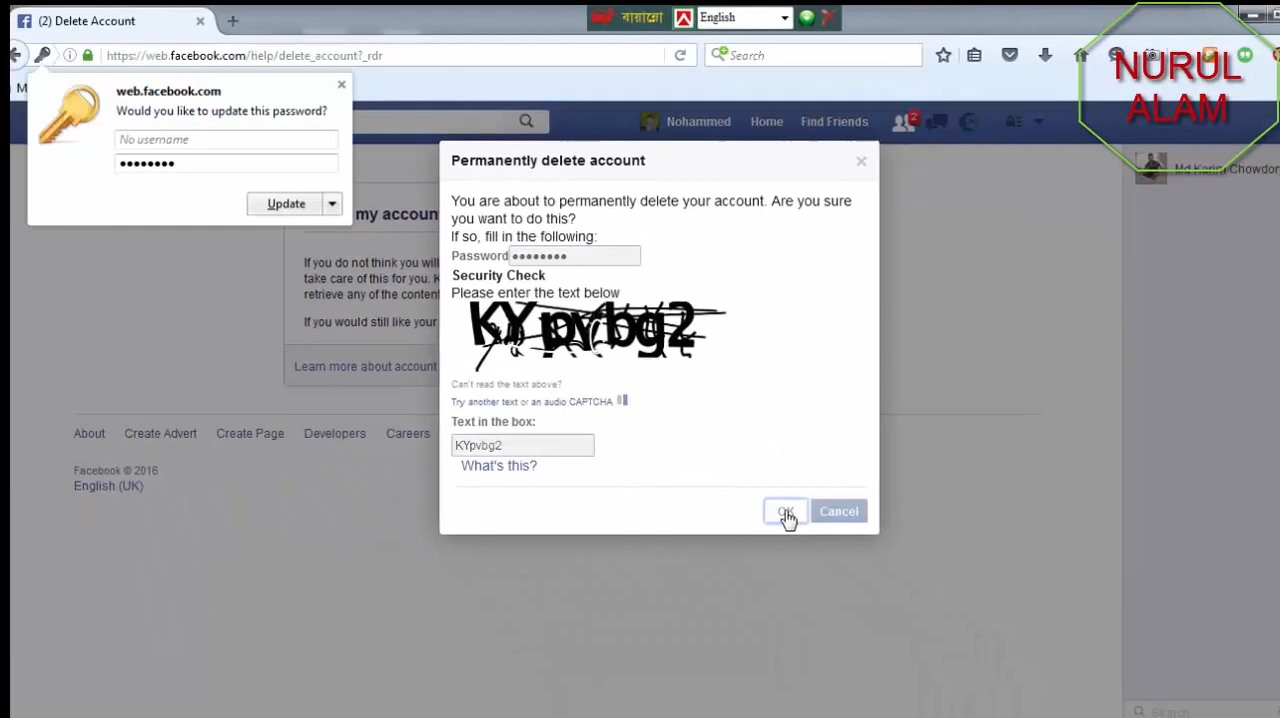 (2) Delete Account
বায়ান্নো
English
https://web.facebook.com/help/delete_account?_rdr
Search
NURUL
ALAM
web.facebook.com
Would you like to update this password?
No username
••••••••
Update
Nohammed
Home
Find Friends
2
Permanently delete account
Md Karim Chowdory
You are about to permanently delete your account. Are you sure
you want to do this?
If so, fill in the following:
Password ••••••••
Security Check
Please enter the text below
KYpvbg2
Can't read the text above?
Try another text or an audio CAPTCHA
Text in the box:
KYpvbg2
What's this?
OK
Cancel
my account
If you do not think you will
take care of this for you. K
retrieve any of the content
If you would still like your
Learn more about account
About
Create Advert
Create Page
Developers
Careers
Facebook © 2016
English (UK)
Search